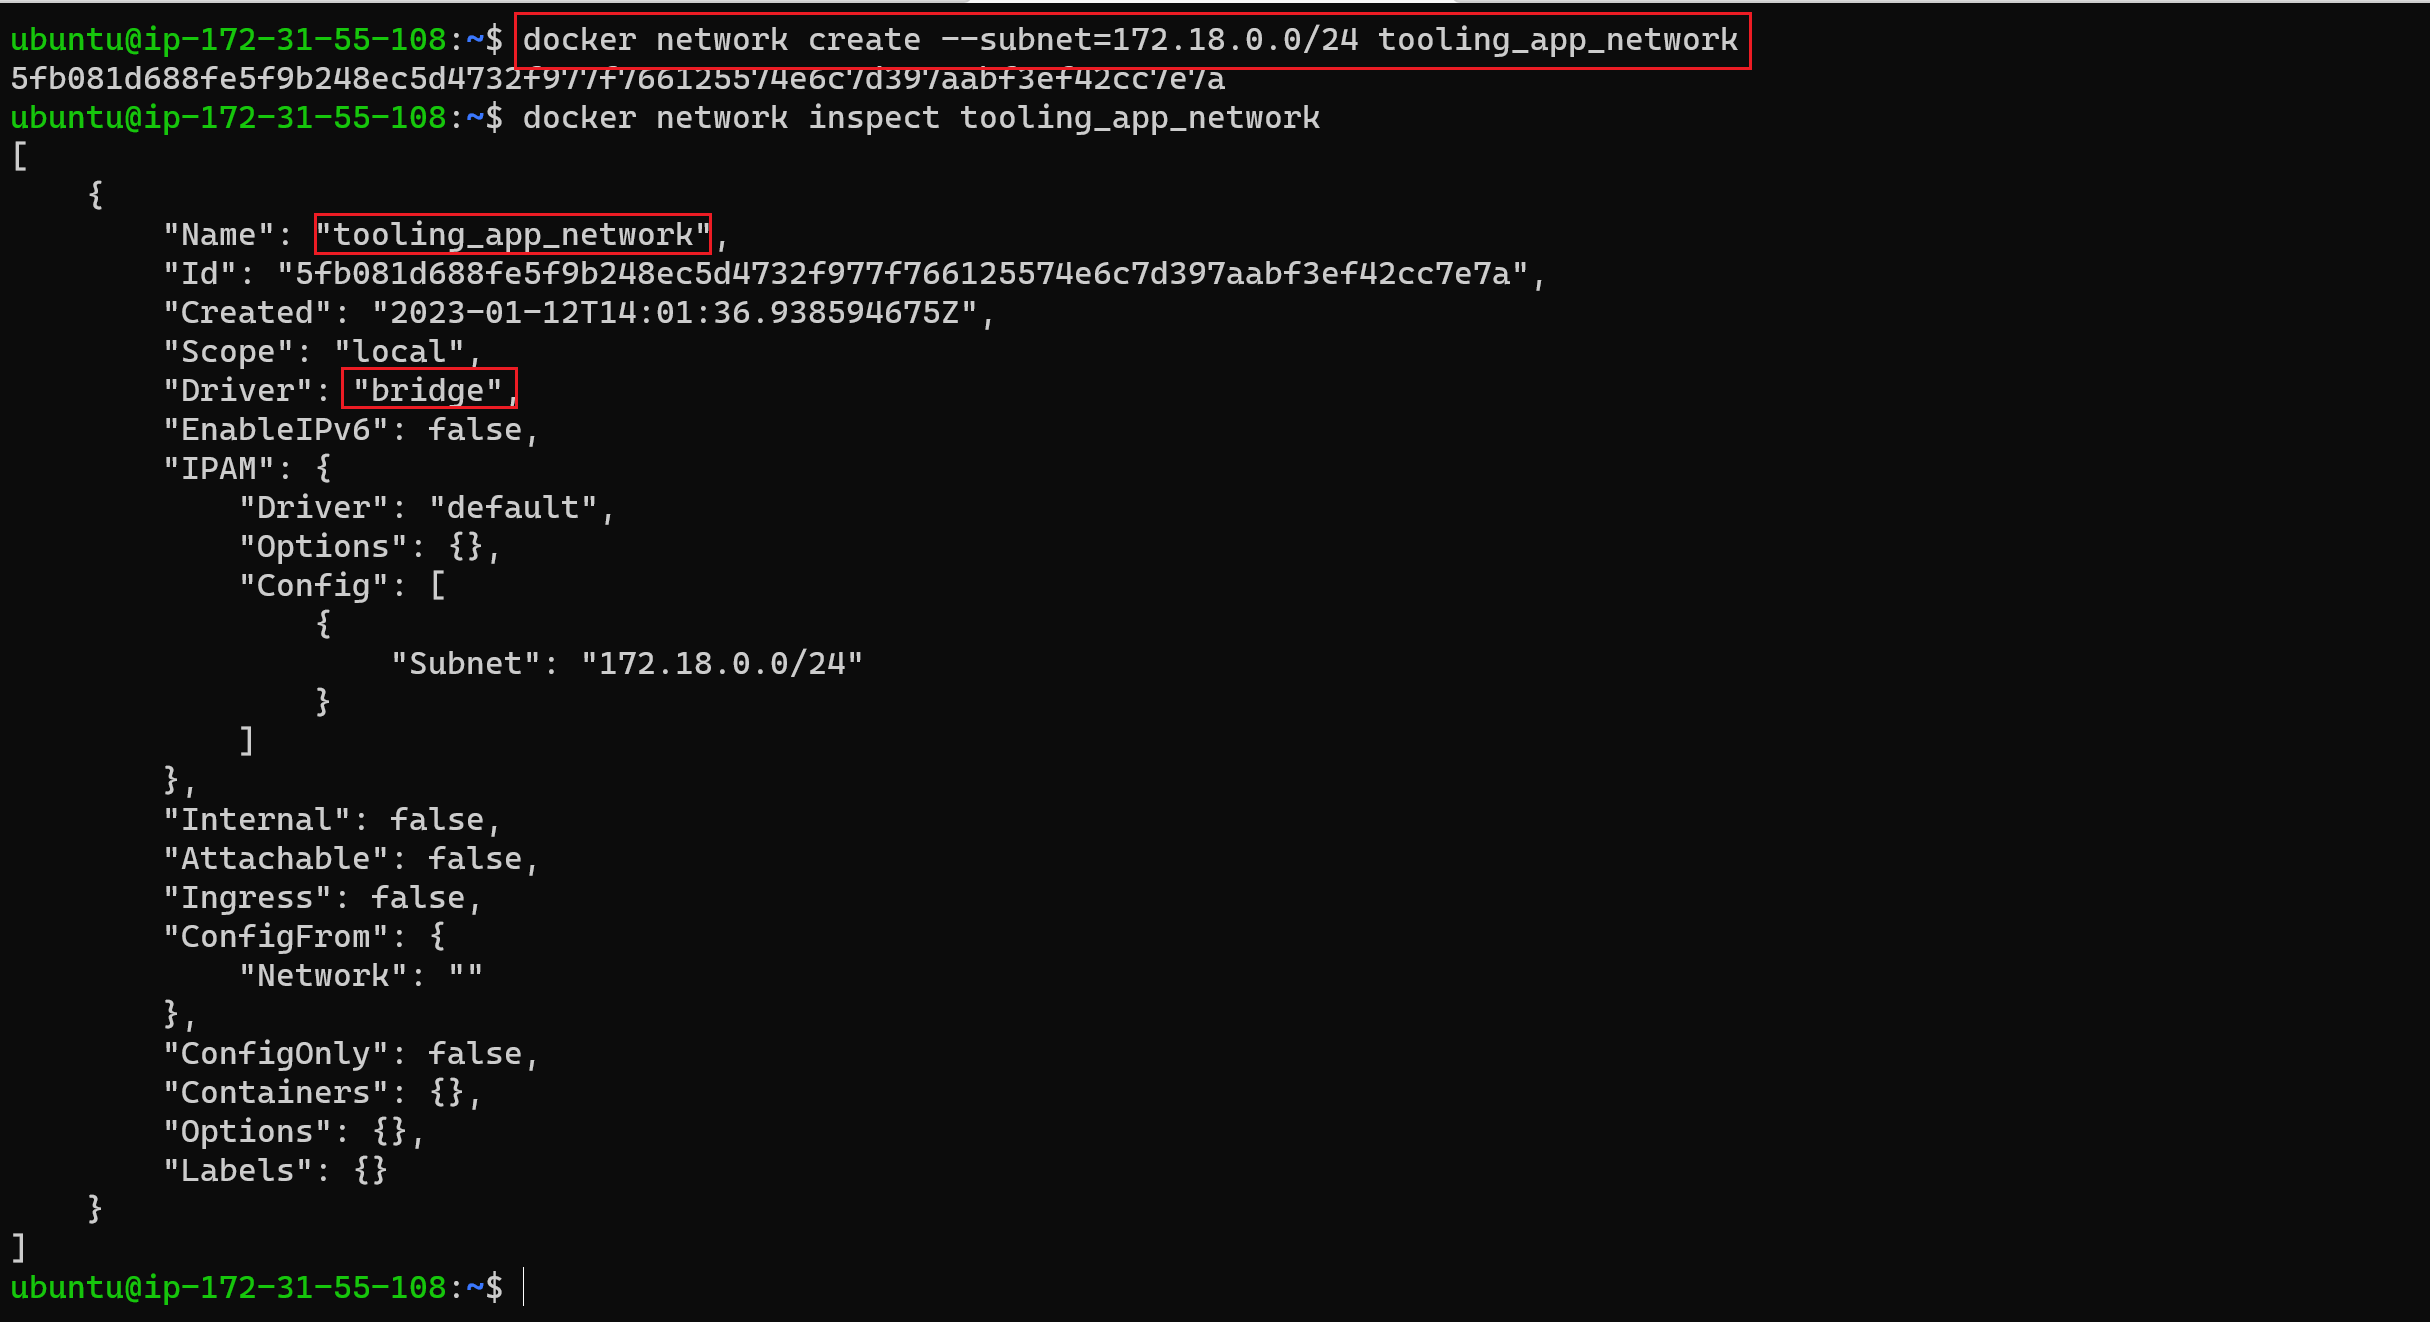 ubuntu@ip-172-31-55-108:~$ docker network create --subnet=172.18.0.0/24 tooling_app_network
5fb081d688fe5f9b248ec5d4732f977f766125574e6c7d397aabf3ef42cc7e7a
ubuntu@ip-172-31-55-108:~$ docker network inspect tooling_app_network
[
    {
        "Name": "tooling_app_network",
        "Id": "5fb081d688fe5f9b248ec5d4732f977f766125574e6c7d397aabf3ef42cc7e7a",
        "Created": "2023-01-12T14:01:36.938594675Z",
        "Scope": "local",
        "Driver": "bridge",
        "EnableIPv6": false,
        "IPAM": {
            "Driver": "default",
            "Options": {},
            "Config": [
                {
                    "Subnet": "172.18.0.0/24"
                }
            ]
        },
        "Internal": false,
        "Attachable": false,
        "Ingress": false,
        "ConfigFrom": {
            "Network": ""
        },
        "ConfigOnly": false,
        "Containers": {},
        "Options": {},
        "Labels": {}
    }
]
ubuntu@ip-172-31-55-108:~$